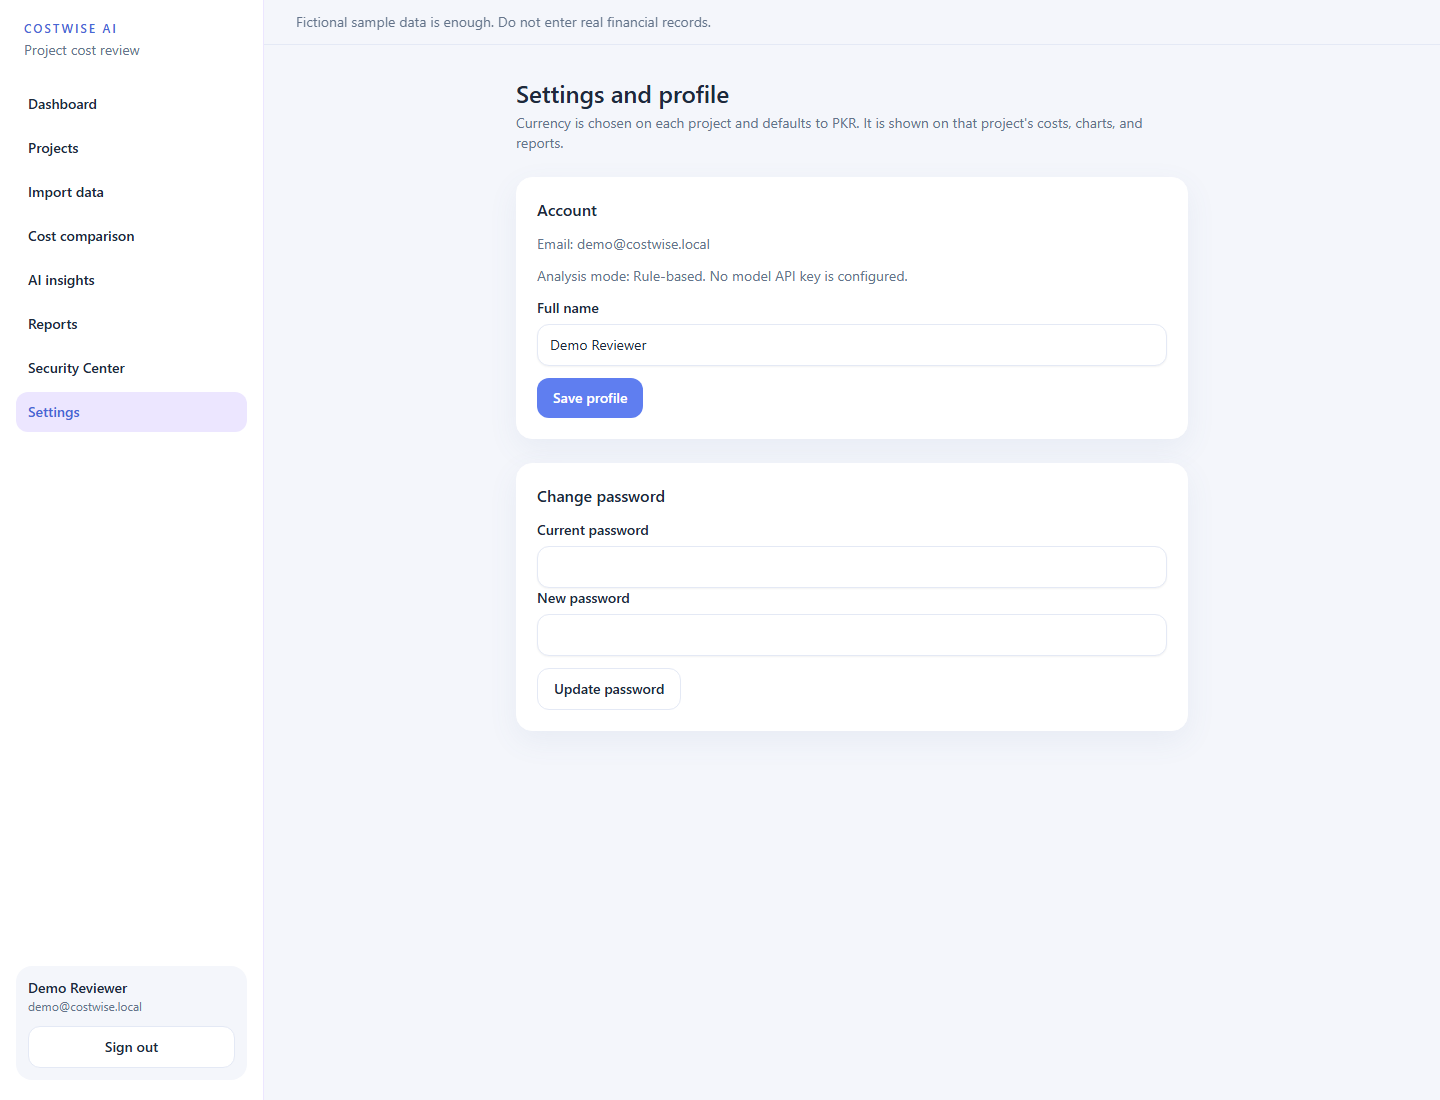 COSTWISE AI
Project cost review
Dashboard
Projects
Import data
Cost comparison
AI insights
Reports
Security Center
Settings
Demo Reviewer
demo@costwise.local
Sign out
Fictional sample data is enough. Do not enter real financial records.
Settings and profile
Currency is chosen on each project and defaults to PKR. It is shown on that project's costs, charts, and
reports.
Account
Email: demo@costwise.local
Analysis mode: Rule-based. No model API key is configured.
Full name
Demo Reviewer
Save profile
Change password
Current password
New password
Update password